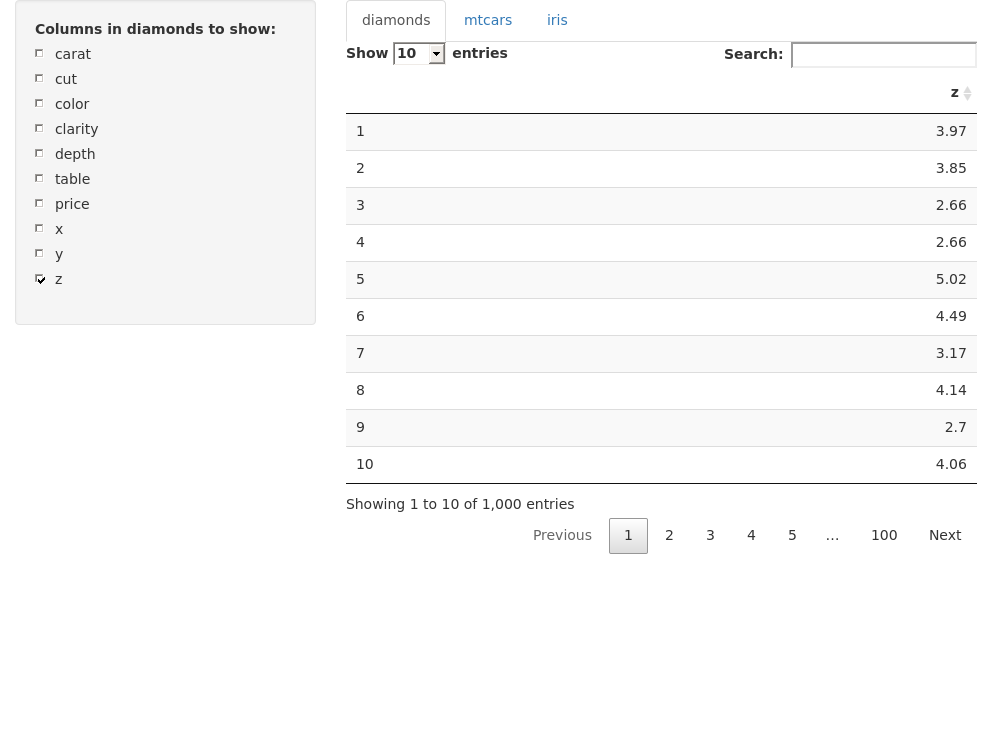 Columns in diamonds to show:
carat
cut
color
clarity
depth
table
price
x
y
z
diamonds mtcars iris
Show 10 entries Search:
z
1 3.97
2 3.85
3 2.66
4 2.66
5 5.02
6 4.49
7 3.17
8 4.14
9 2.7
10 4.06
Showing 1 to 10 of 1,000 entries
Previous 1 2 3 4 5 … 100 Next